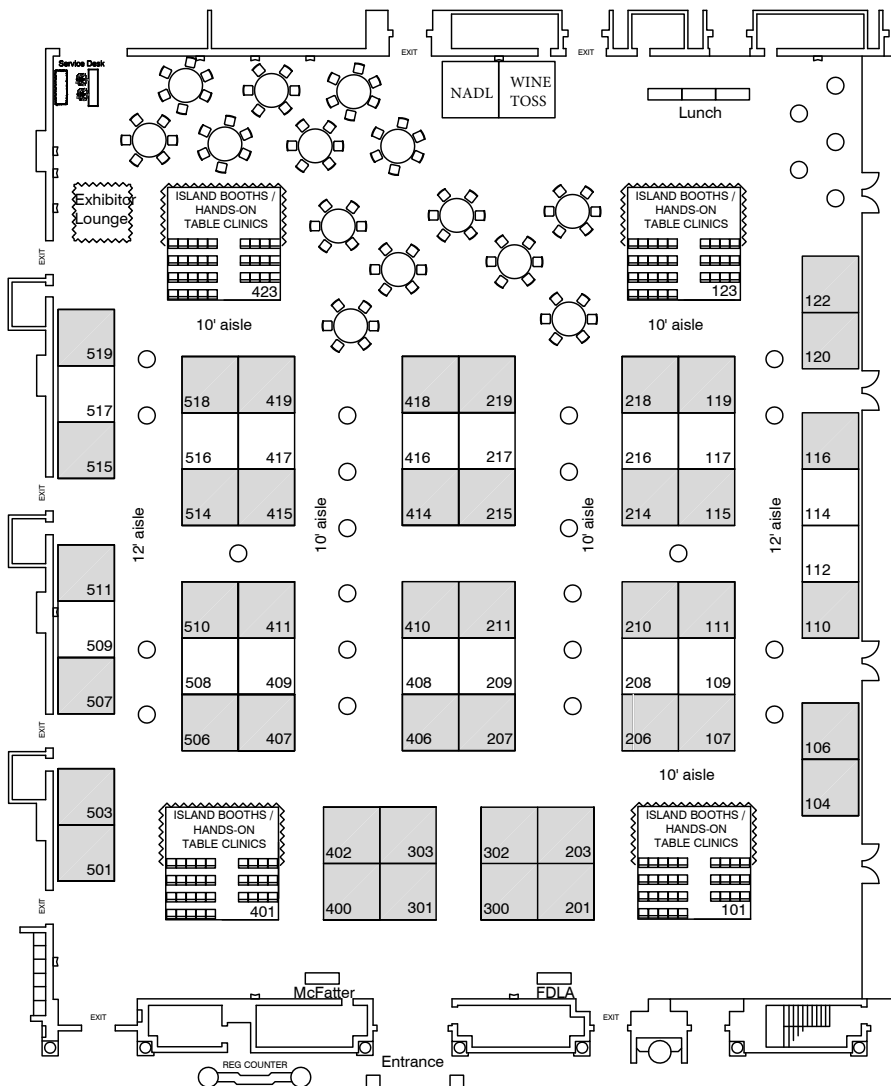 EXIT
EXIT
Service Desk
NADL
WINE
TOSS
Lunch
Exhibitor
Lounge
ISLAND BOOTHS /
HANDS-ON
TABLE CLINICS
423
ISLAND BOOTHS /
HANDS-ON
TABLE CLINICS
123
EXIT
122
120
10' aisle
10' aisle
519
517
515
518
419
516
417
514
415
418
219
416
217
414
215
218
119
216
117
214
115
116
114
112
110
EXIT
12' aisle
10' aisle
10' aisle
12' aisle
511
509
507
510
411
508
409
506
407
410
211
408
209
406
207
210
111
208
109
206
107
106
104
EXIT
10' aisle
503
501
ISLAND BOOTHS /
HANDS-ON
TABLE CLINICS
401
402
303
400
301
302
203
300
201
ISLAND BOOTHS /
HANDS-ON
TABLE CLINICS
101
EXIT
McFatter
FDLA
EXIT
EXIT
REG COUNTER
Entrance